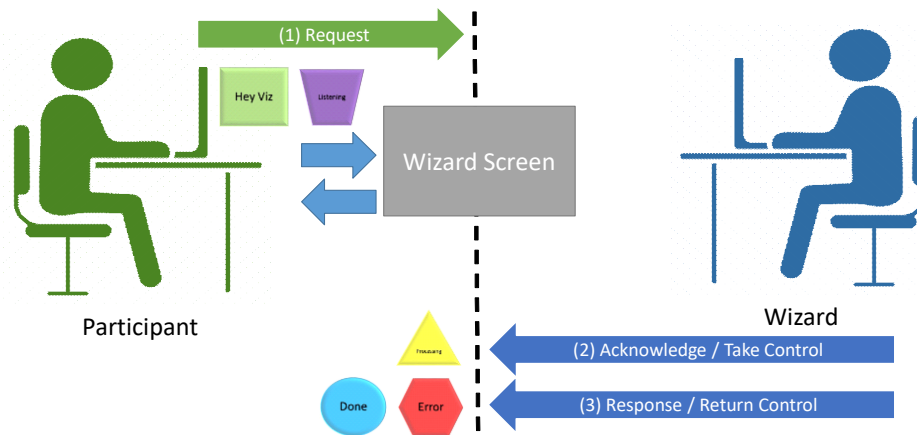 (1) Request
Hey Viz
Listening
Wizard Screen
Participant
Wizard
Processing
(2) Acknowledge / Take Control
Done
Error
(3) Response / Return Control